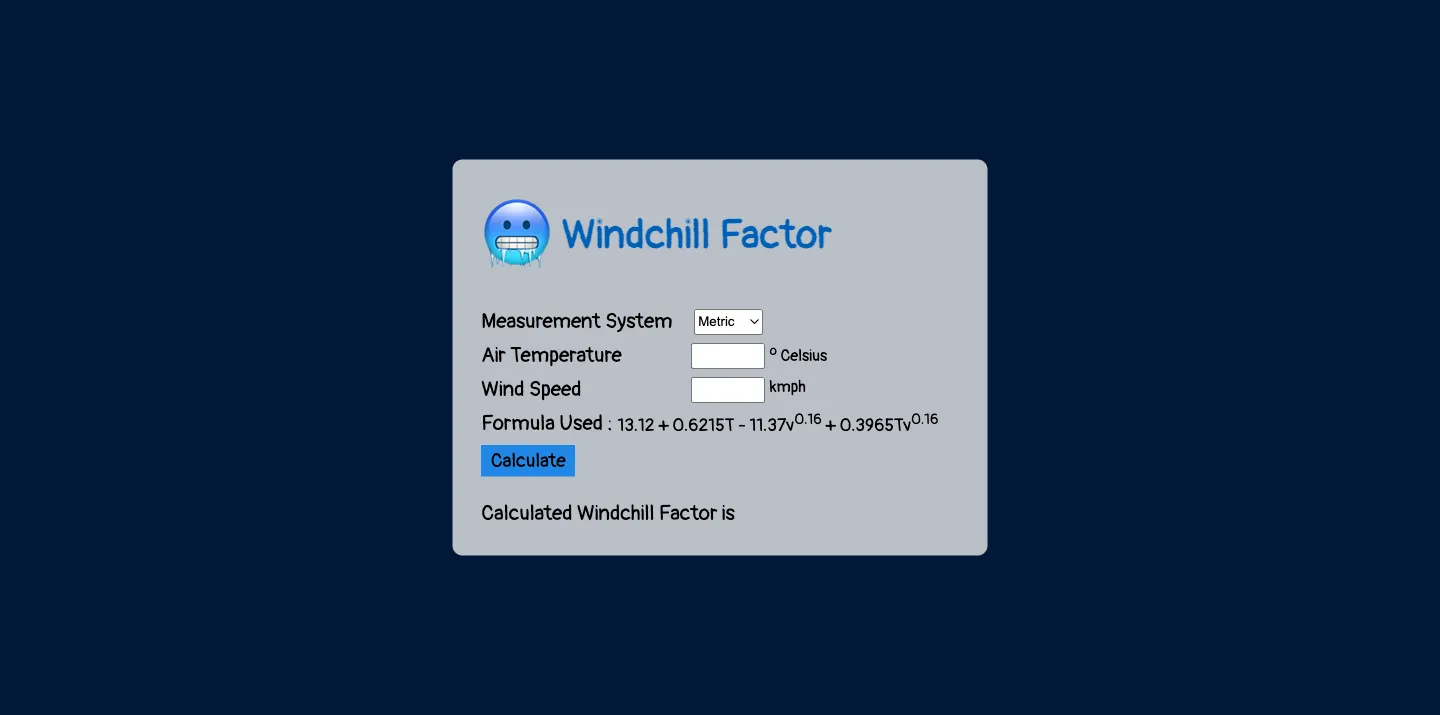 Windchill Factor
Measurement System Metric
Air Temperature º Celsius
Wind Speed kmph
Formula Used : 13.12 + 0.6215T - 11.37v^0.16 + 0.3965Tv^0.16
Calculate
Calculated Windchill Factor is